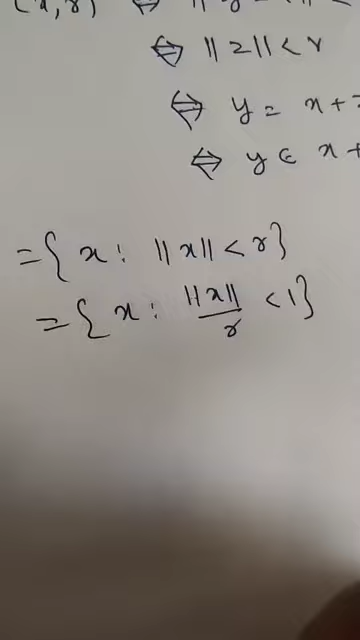 (x, r) ⇔ || y - x || <
⇔ || z || < r
⇔ y = x +
⇔ y ∈ x +
= { x : || x || < r }
= { x : || x || / r < 1 }